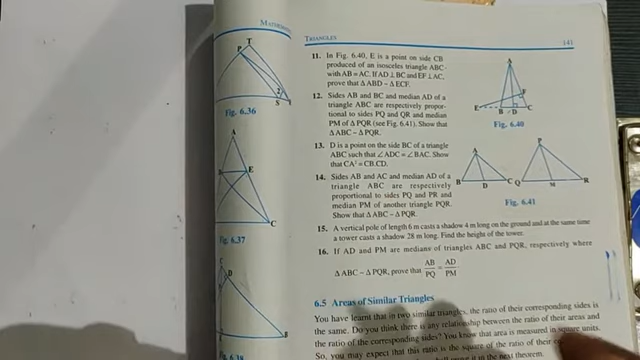 MATHEMATICS
T
P
2
S
Fig. 6.36
A
E
C
Fig. 6.37
C
D
Fig. 6.38
TRIANGLES
141
11. In Fig. 6.40, E is a point on side CB
produced of an isosceles triangle ABC
with AB = AC. If AD ⊥ BC and EF ⊥ AC,
prove that Δ ABD ~ Δ ECF.
12. Sides AB and BC and median AD of a
triangle ABC are respectively propor-
tional to sides PQ and QR and median
PM of Δ PQR (see Fig. 6.41). Show that
Δ ABC ~ Δ PQR.
13. D is a point on the side BC of a triangle
ABC such that ∠ ADC = ∠ BAC. Show
that CA² = CB.CD.
14. Sides AB and AC and median AD of a
triangle ABC are respectively
proportional to sides PQ and PR and
median PM of another triangle PQR.
Show that Δ ABC ~ Δ PQR.
A
F
E B D C
Fig. 6.40
A P
B D C Q M R
Fig. 6.41
15. A vertical pole of length 6 m casts a shadow 4 m long on the ground and at the same time
a tower casts a shadow 28 m long. Find the height of the tower.
16. If AD and PM are medians of triangles ABC and PQR, respectively where
Δ ABC ~ Δ PQR, prove that AB/PQ = AD/PM
6.5 Areas of Similar Triangles
You have learnt that in two similar triangles, the ratio of their corresponding sides is
the same. Do you think there is any relationship between the ratio of their areas and
the ratio of the corresponding sides? You know that area is measured in square units.
So, you may expect that this ratio is the square of the ratio of their
next theorem.